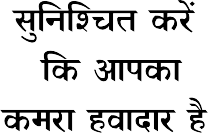 सुनिश्चित करें
कि आपका
कमरा हवादार है